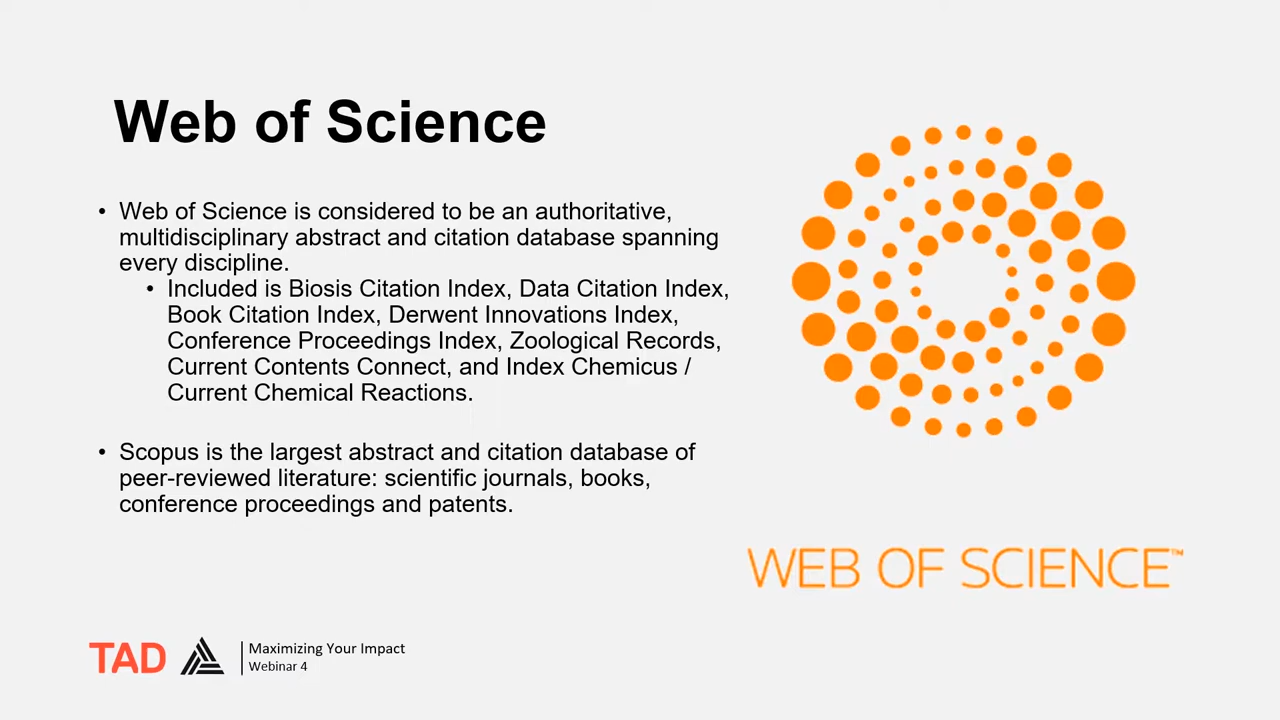 Web of Science
• Web of Science is considered to be an authoritative,
multidisciplinary abstract and citation database spanning
every discipline.
• Included is Biosis Citation Index, Data Citation Index,
Book Citation Index, Derwent Innovations Index,
Conference Proceedings Index, Zoological Records,
Current Contents Connect, and Index Chemicus /
Current Chemical Reactions.
• Scopus is the largest abstract and citation database of
peer-reviewed literature: scientific journals, books,
conference proceedings and patents.
WEB OF SCIENCE™
TAD
Maximizing Your Impact
Webinar 4